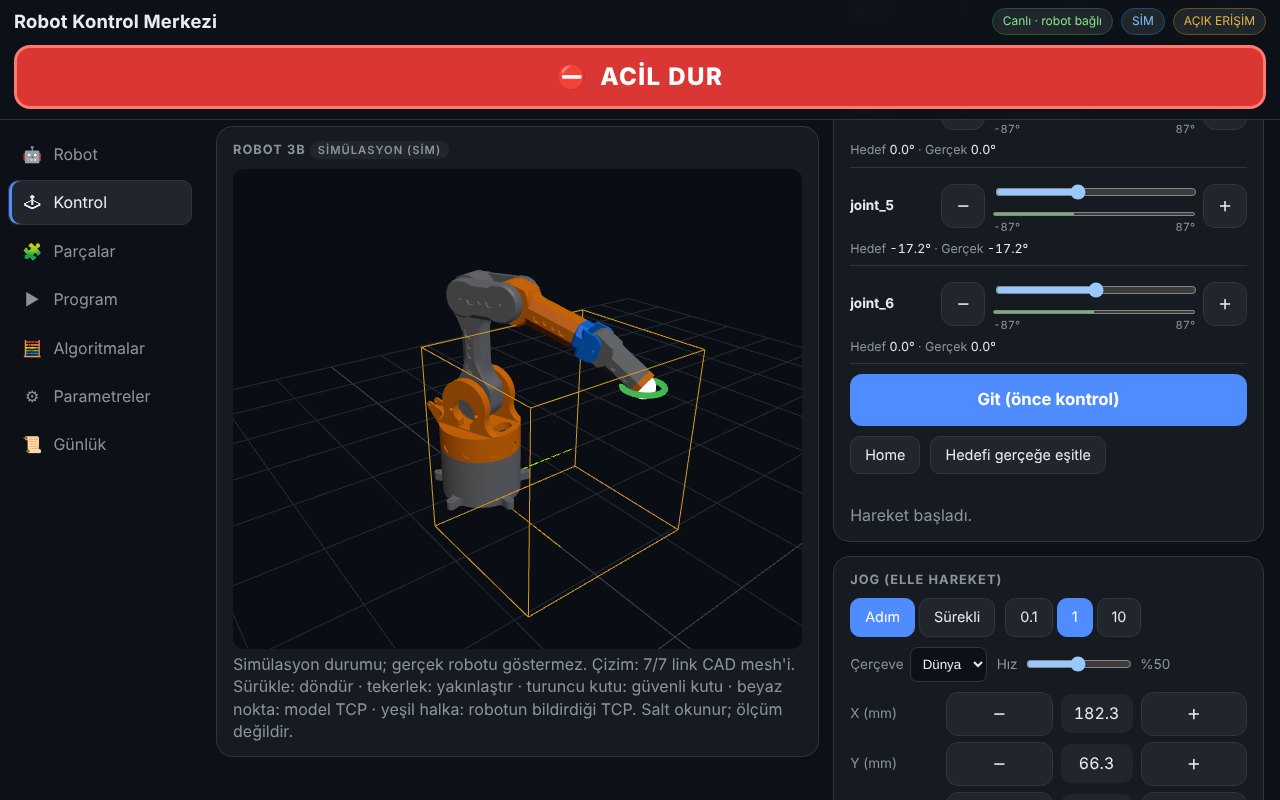 Robot Kontrol Merkezi
Canlı · robot bağlı
SİM
AÇIK ERİŞİM
ACİL DUR
Robot
Kontrol
Parçalar
Program
Algoritmalar
Parametreler
Günlük
ROBOT 3B SİMÜLASYON (SİM)
Simülasyon durumu; gerçek robotu göstermez. Çizim: 7/7 link CAD mesh'i.
Sürükle: döndür · tekerlek: yakınlaştır · turuncu kutu: güvenli kutu · beyaz
nokta: model TCP · yeşil halka: robotun bildirdiği TCP. Salt okunur; ölçüm
değildir.
-87° 87°
Hedef 0.0° · Gerçek 0.0°
joint_5 − +
-87° 87°
Hedef -17.2° · Gerçek -17.2°
joint_6 − +
-87° 87°
Hedef 0.0° · Gerçek 0.0°
Git (önce kontrol)
Home Hedefi gerçeğe eşitle
Hareket başladı.
JOG (ELLE HAREKET)
Adım Sürekli 0.1 1 10
Çerçeve Dünya Hız %50
X (mm) − 182.3 +
Y (mm) − 66.3 +